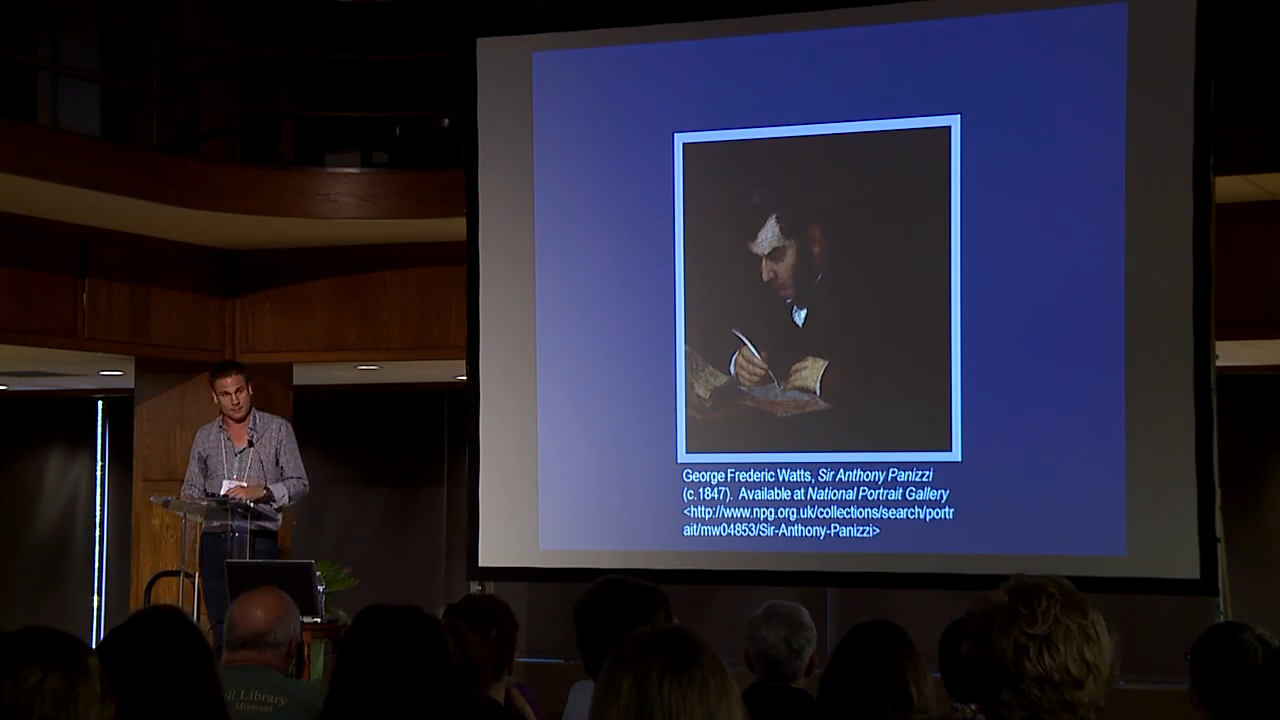 George Frederic Watts, Sir Anthony Panizzi
(c.1847). Available at National Portrait Gallery
<http://www.npg.org.uk/collections/search/portr
ait/mw04853/Sir-Anthony-Panizzi>
Library
Missouri